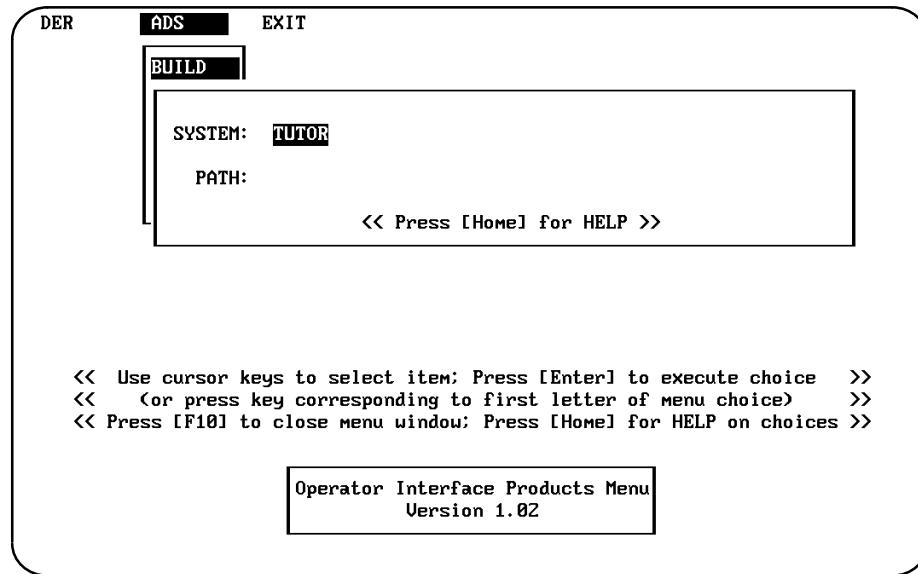 DER ADS EXIT
BUILD
SYSTEM: TUTOR
PATH:
<< Press [Home] for HELP >>
<< Use cursor keys to select item; Press [Enter] to execute choice >>
<< (or press key corresponding to first letter of menu choice) >>
<< Press [F10] to close menu window; Press [Home] for HELP on choices >>
Operator Interface Products Menu
Version 1.02